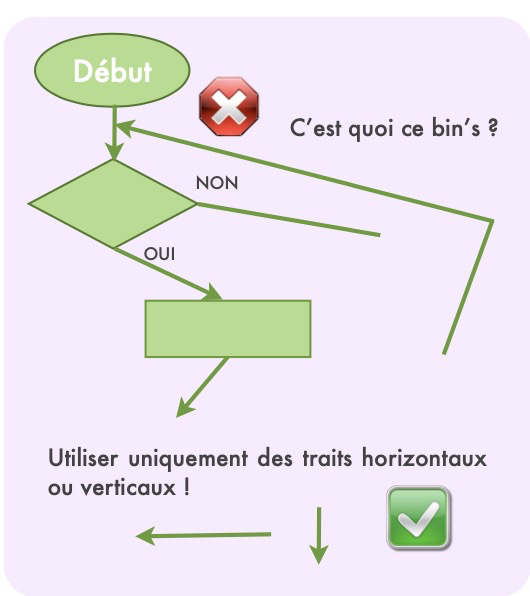 Début
C'est quoi ce bin's ?
NON
OUI
Utiliser uniquement des traits horizontaux
ou verticaux !